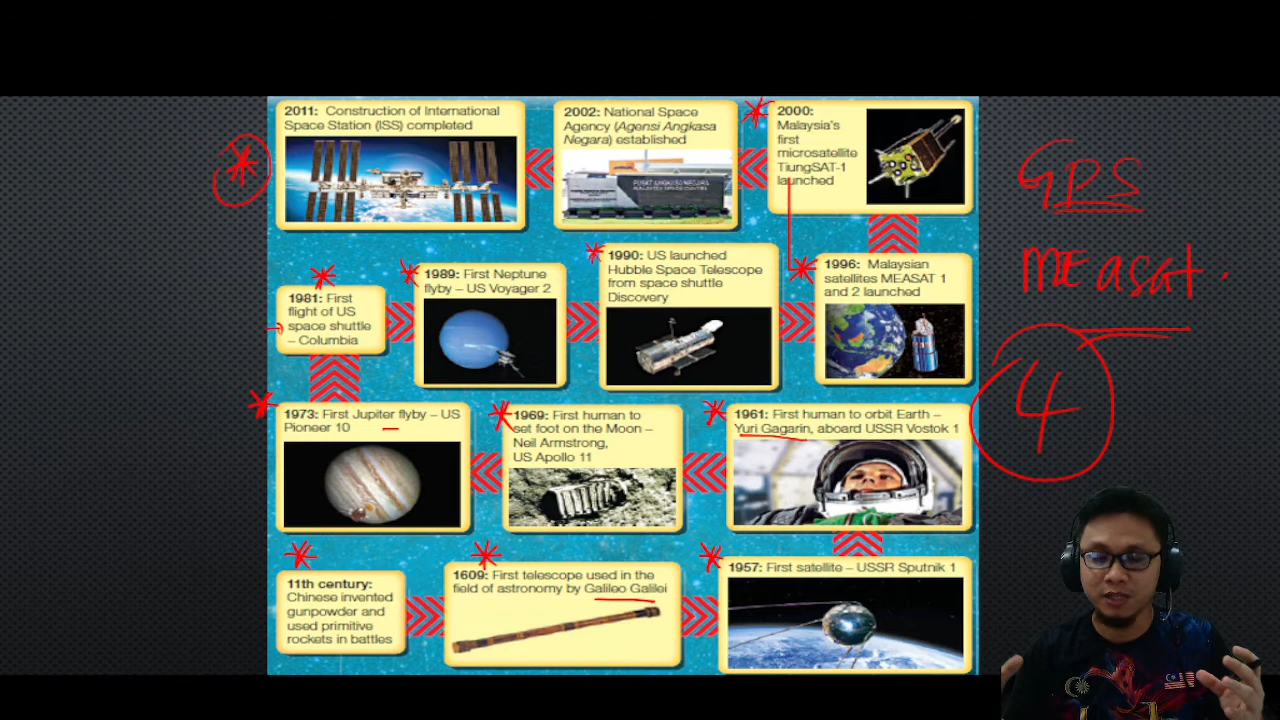 2011: Construction of International
Space Station (ISS) completed
2002: National Space
Agency (Agensi Angkasa
Negara) established
PUSAT ANGKASA NEGARA
MALAYSIA SPACE CENTRE
2000:
Malaysia's
first
microsatellite
TiungSAT-1
launched
GPS
MEasat.
4
1981: First
flight of US
space shuttle
– Columbia
1989: First Neptune
flyby – US Voyager 2
1990: US launched
Hubble Space Telescope
from space shuttle
Discovery
1996: Malaysian
satellites MEASAT 1
and 2 launched
1973: First Jupiter flyby – US
Pioneer 10
1969: First human to
set foot on the Moon –
Neil Armstrong,
US Apollo 11
1961: First human to orbit Earth –
Yuri Gagarin, aboard USSR Vostok 1
11th century:
Chinese invented
gunpowder and
used primitive
rockets in battles
1609: First telescope used in the
field of astronomy by Galileo Galilei
1957: First satellite – USSR Sputnik 1